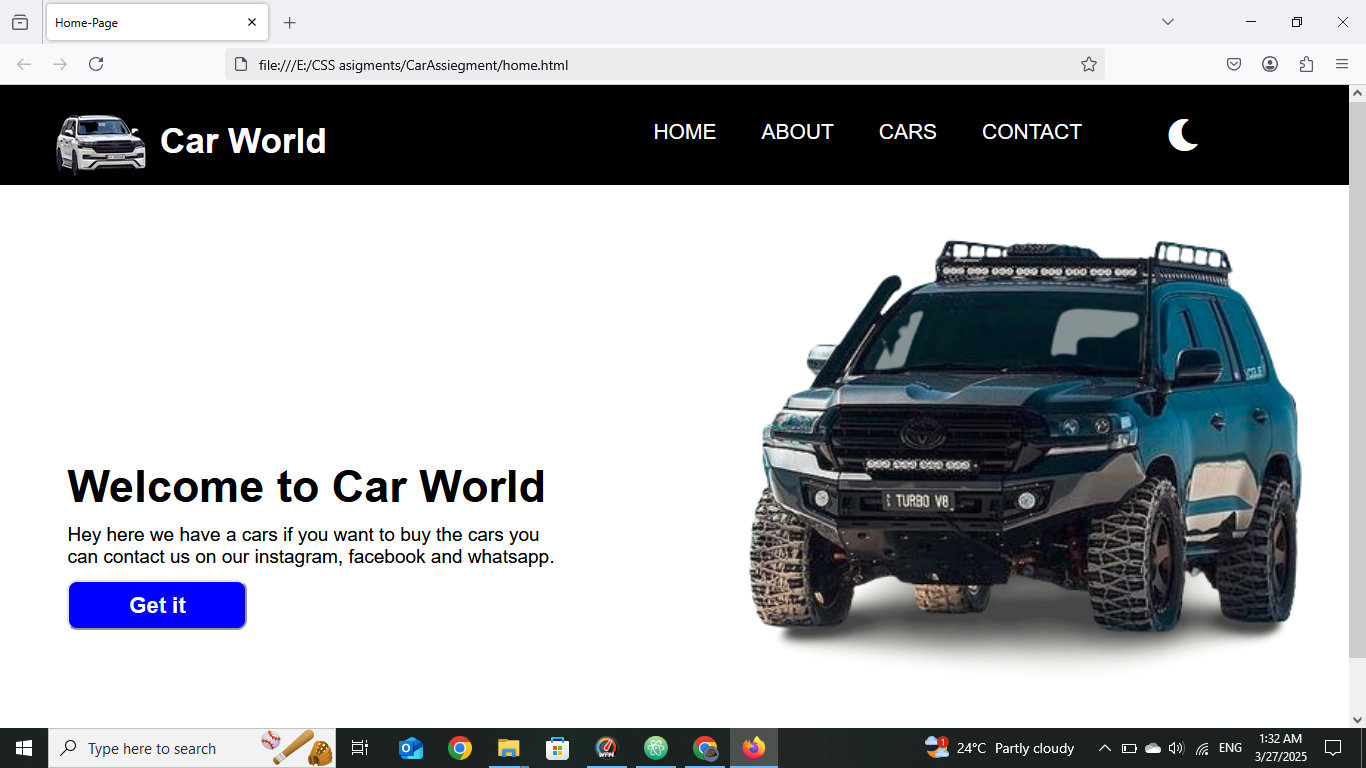 Home-Page
file:///E:/CSS asigments/CarAssiegment/home.html
Car World
HOME ABOUT CARS CONTACT
TURBO V8
Welcome to Car World
Hey here we have a cars if you want to buy the cars you
can contact us on our instagram, facebook and whatsapp.
Get it
Type here to search
WPM
1
24°C Partly cloudy
ENG
1:32 AM
3/27/2025